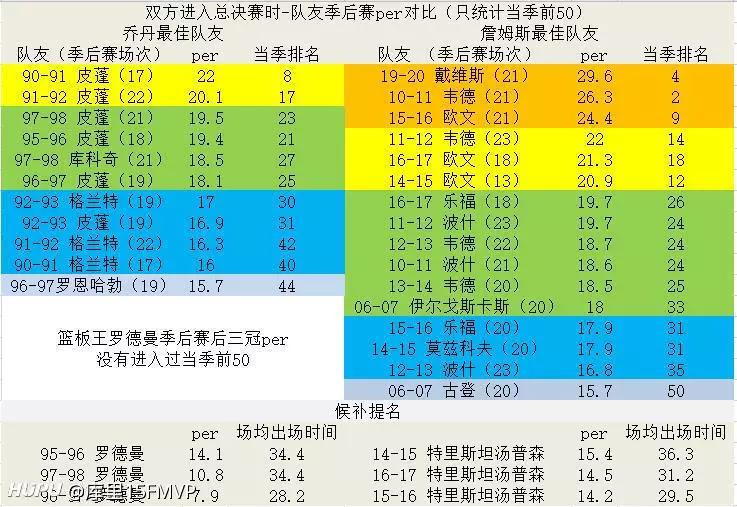 双方进入总决赛时-队友季后赛per对比（只统计当季前50）
乔丹最佳队友 詹姆斯最佳队友
队友（季后赛场次） per 当季排名 队友（季后赛场次） per 当季排名
90-91 皮蓬（17） 22 8 19-20 戴维斯（21） 29.6 4
91-92 皮蓬（22） 20.1 17 10-11 韦德（21） 26.3 2
97-98 皮蓬（21） 19.5 23 15-16 欧文（21） 24.4 9
95-96 皮蓬（18） 19.4 21 11-12 韦德（23） 22 14
97-98 库科奇（21） 18.5 27 16-17 欧文（18） 21.3 18
96-97 皮蓬（19） 18.1 25 14-15 欧文（13） 20.9 12
92-93 格兰特（19） 17 30 16-17 乐福（18） 19.7 26
92-93 皮蓬（19） 16.9 31 11-12 波什（23） 19.7 24
91-92 格兰特（22） 16.3 42 12-13 韦德（22） 18.7 24
90-91 格兰特（17） 16 40 10-11 波什（21） 18.6 24
96-97罗恩哈勃（19） 15.7 44 13-14 韦德（20） 18.5 25
06-07 伊尔戈斯卡斯（20） 18 33
篮板王罗德曼季后赛后三冠per
没有进入过当季前50
15-16 乐福（20） 17.9 31
14-15 莫兹科夫（20） 17.9 31
12-13 波什（23） 16.8 35
06-07 古登（20） 15.7 50
候补提名
per 场均出场时间 per 场均出场时间
95-96 罗德曼 14.1 34.4 14-15 特里斯坦汤普森 15.4 36.3
97-98 罗德曼 10.8 34.4 16-17 特里斯坦汤普森 14.5 31.2
7.9 28.2 15-16 特里斯坦汤普森 14.2 29.5
HUPU @库里15FMVP